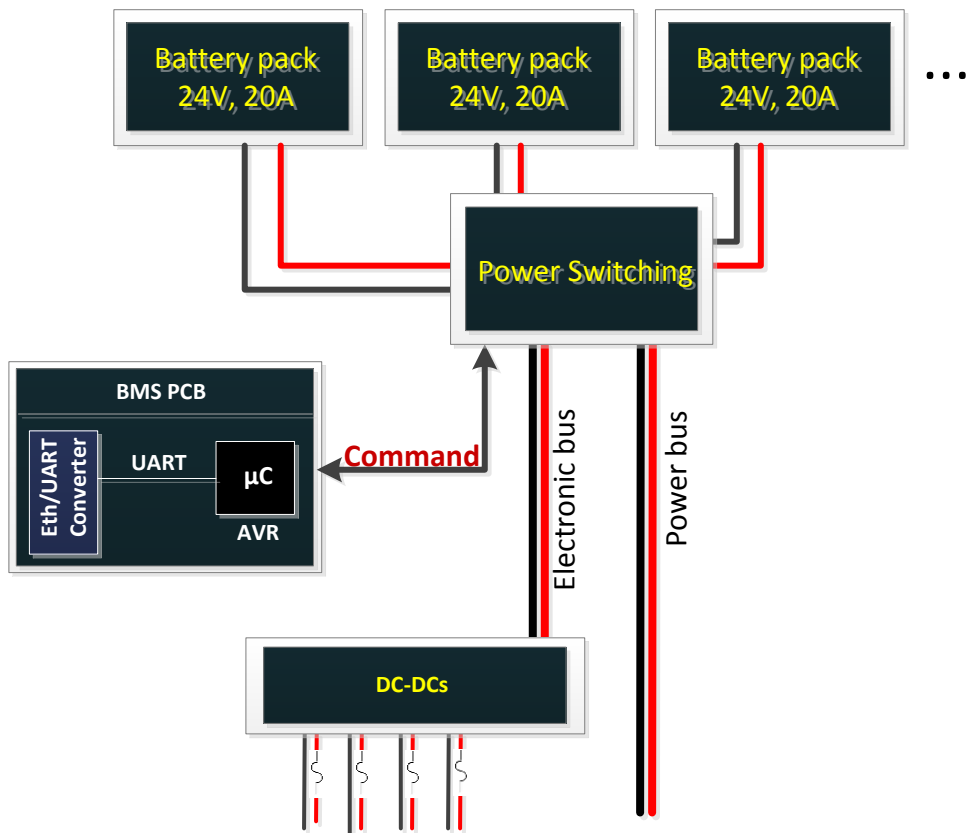 Battery pack
24V, 20A
Battery pack
24V, 20A
Battery pack
24V, 20A
...
Power Switching
BMS PCB
Eth/UART
Converter
UART
µC
AVR
Command
Electronic bus
Power bus
DC-DCs